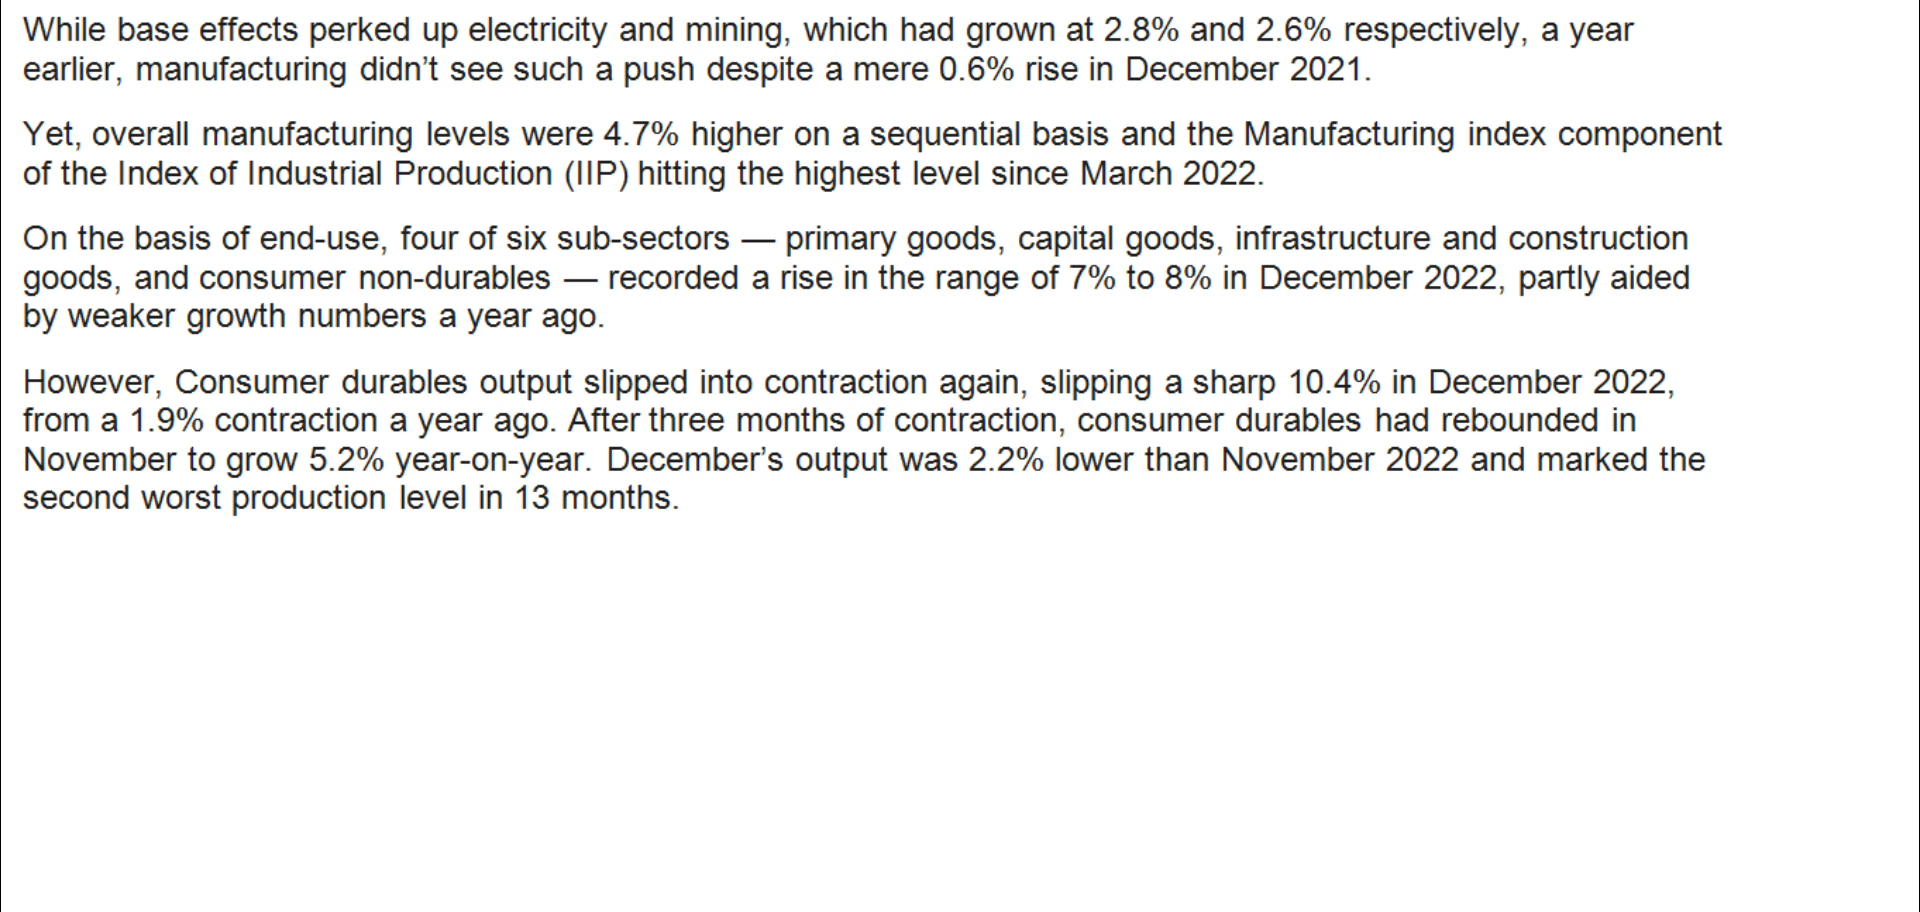 While base effects perked up electricity and mining, which had grown at 2.8% and 2.6% respectively, a year
earlier, manufacturing didn’t see such a push despite a mere 0.6% rise in December 2021.
Yet, overall manufacturing levels were 4.7% higher on a sequential basis and the Manufacturing index component
of the Index of Industrial Production (IIP) hitting the highest level since March 2022.
On the basis of end-use, four of six sub-sectors — primary goods, capital goods, infrastructure and construction
goods, and consumer non-durables — recorded a rise in the range of 7% to 8% in December 2022, partly aided
by weaker growth numbers a year ago.
However, Consumer durables output slipped into contraction again, slipping a sharp 10.4% in December 2022,
from a 1.9% contraction a year ago. After three months of contraction, consumer durables had rebounded in
November to grow 5.2% year-on-year. December’s output was 2.2% lower than November 2022 and marked the
second worst production level in 13 months.